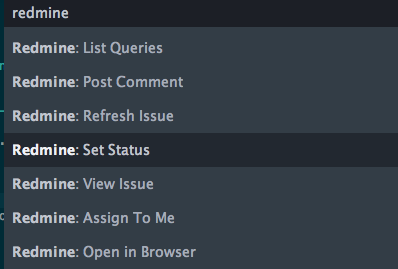 redmine
Redmine: List Queries
Redmine: Post Comment
Redmine: Refresh Issue
Redmine: Set Status
Redmine: View Issue
Redmine: Assign To Me
Redmine: Open in Browser